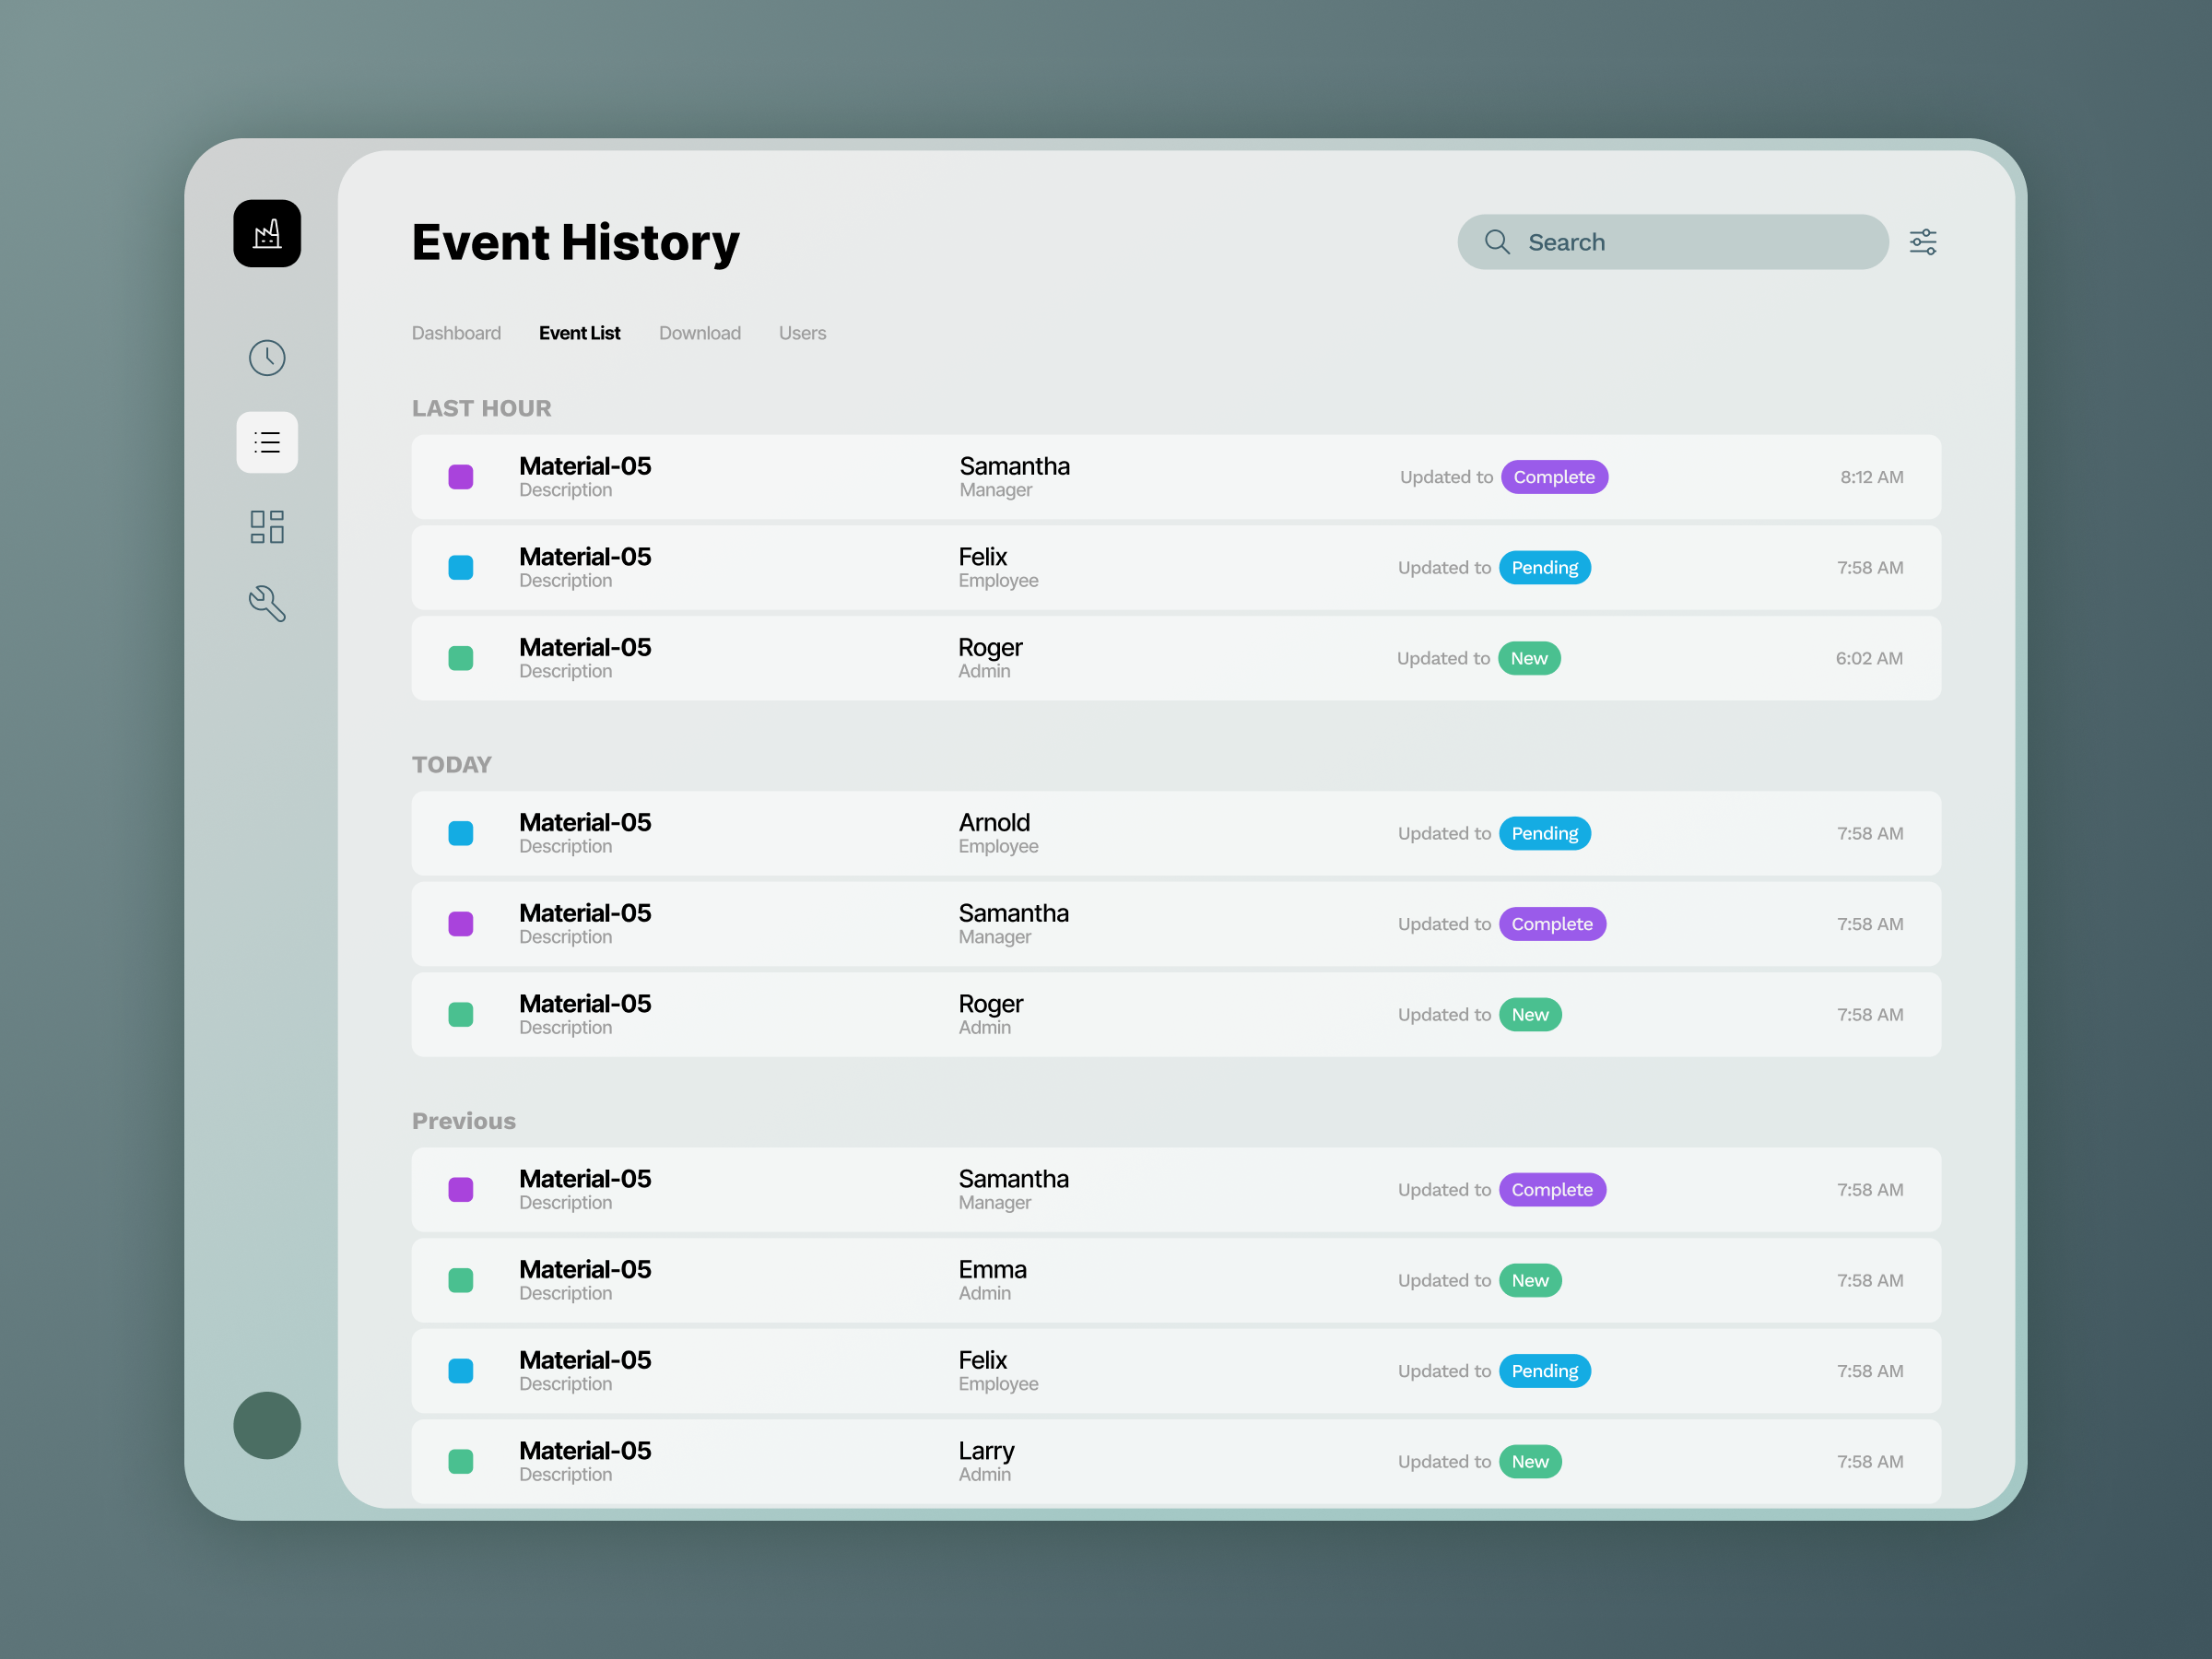 Event History
Search
Dashboard Event List Download Users
LAST HOUR
Material-05 Samantha
Description Manager
Updated to Complete 8:12 AM
Material-05 Felix
Description Employee
Updated to Pending 7:58 AM
Material-05 Roger
Description Admin
Updated to New 6:02 AM
TODAY
Material-05 Arnold
Description Employee
Updated to Pending 7:58 AM
Material-05 Samantha
Description Manager
Updated to Complete 7:58 AM
Material-05 Roger
Description Admin
Updated to New 7:58 AM
Previous
Material-05 Samantha
Description Manager
Updated to Complete 7:58 AM
Material-05 Emma
Description Admin
Updated to New 7:58 AM
Material-05 Felix
Description Employee
Updated to Pending 7:58 AM
Material-05 Larry
Description Admin
Updated to New 7:58 AM